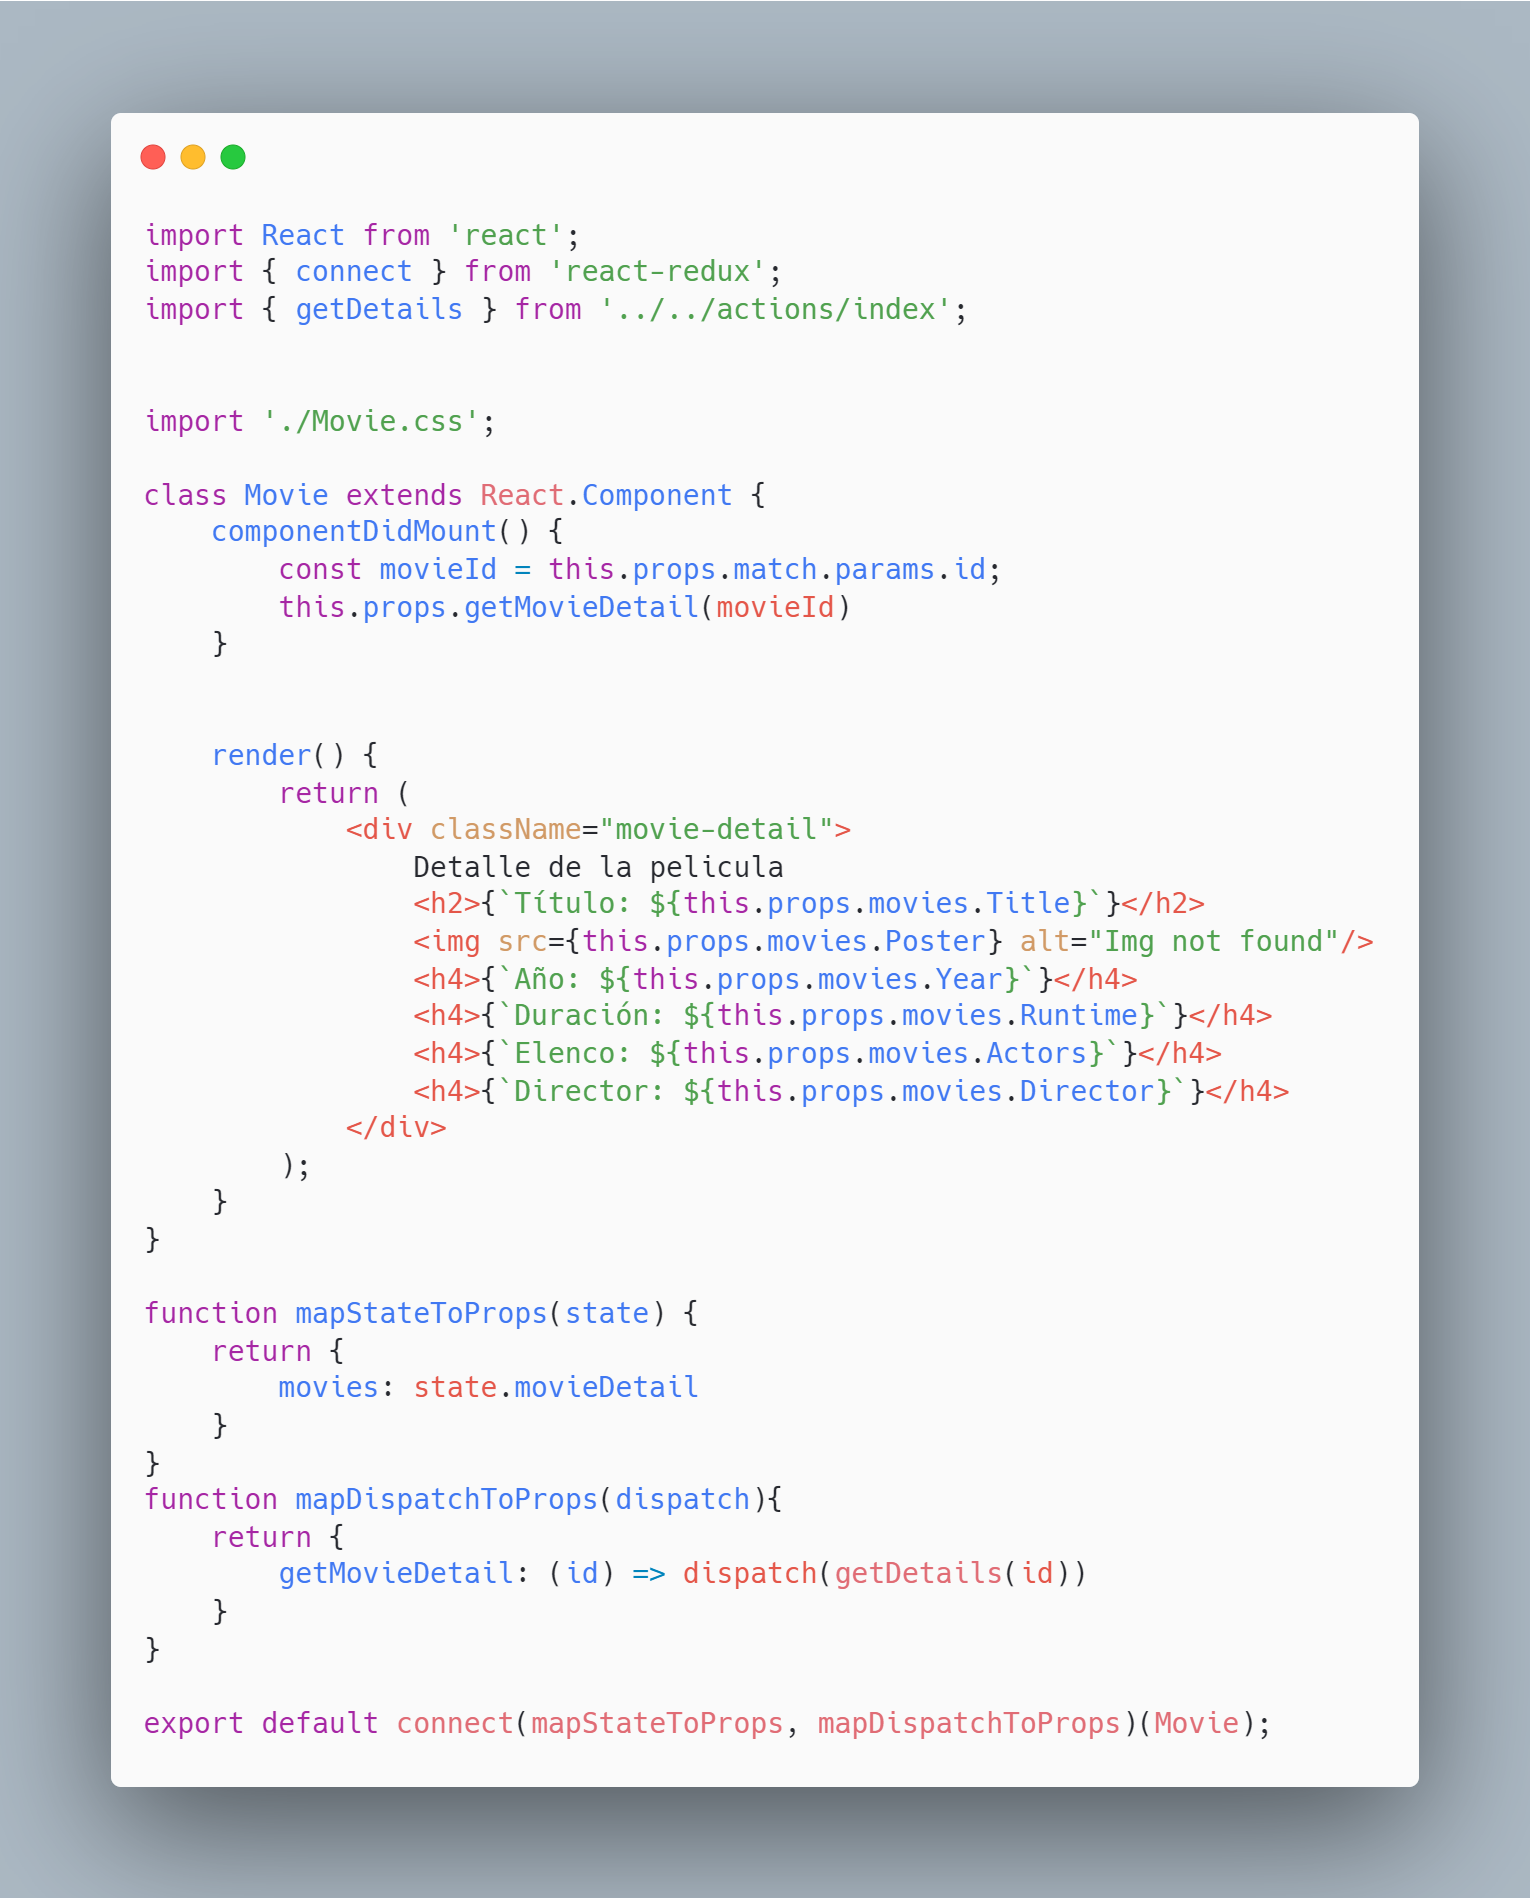 import React from 'react';
import { connect } from 'react-redux';
import { getDetails } from '../../actions/index';


import './Movie.css';

class Movie extends React.Component {
    componentDidMount() {
        const movieId = this.props.match.params.id;
        this.props.getMovieDetail(movieId)
    }


    render() {
        return (
            <div className="movie-detail">
                Detalle de la pelicula
                <h2>{`Título: ${this.props.movies.Title}`}</h2>
                <img src={this.props.movies.Poster} alt="Img not found"/>
                <h4>{`Año: ${this.props.movies.Year}`}</h4>
                <h4>{`Duración: ${this.props.movies.Runtime}`}</h4>
                <h4>{`Elenco: ${this.props.movies.Actors}`}</h4>
                <h4>{`Director: ${this.props.movies.Director}`}</h4>
            </div>
        );
    }
}

function mapStateToProps(state) {
    return {
        movies: state.movieDetail
    }
}
function mapDispatchToProps(dispatch){
    return {
        getMovieDetail: (id) => dispatch(getDetails(id))
    }
}

export default connect(mapStateToProps, mapDispatchToProps)(Movie);